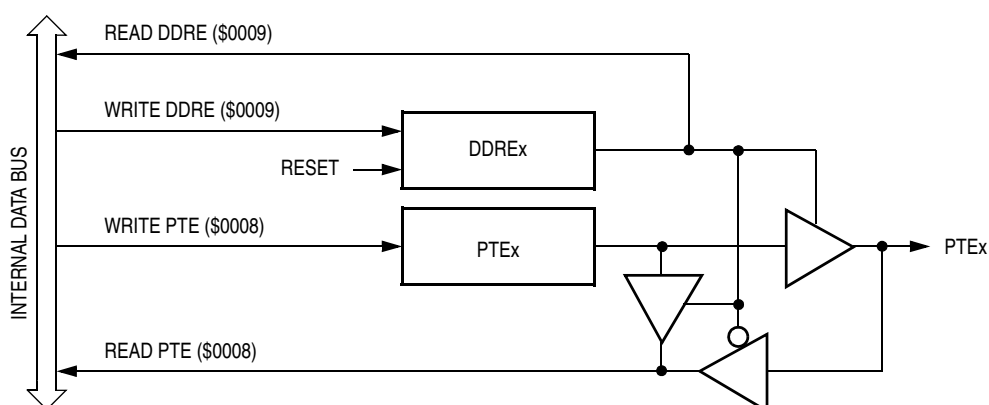 READ DDRE ($0009)
WRITE DDRE ($0009)
DDREx
RESET
INTERNAL DATA BUS
WRITE PTE ($0008)
PTEx
PTEx
READ PTE ($0008)